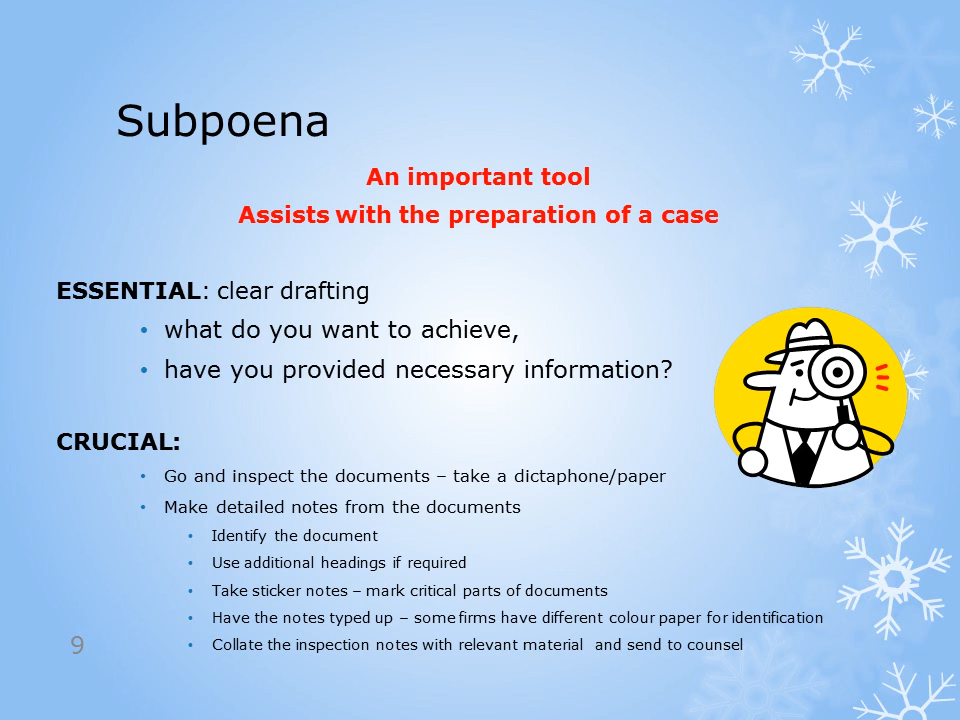 Subpoena
An important tool
Assists with the preparation of a case
ESSENTIAL: clear drafting
• what do you want to achieve,
• have you provided necessary information?
CRUCIAL:
• Go and inspect the documents – take a dictaphone/paper
• Make detailed notes from the documents
• Identify the document
• Use additional headings if required
• Take sticker notes – mark critical parts of documents
• Have the notes typed up – some firms have different colour paper for identification
• Collate the inspection notes with relevant material and send to counsel
9